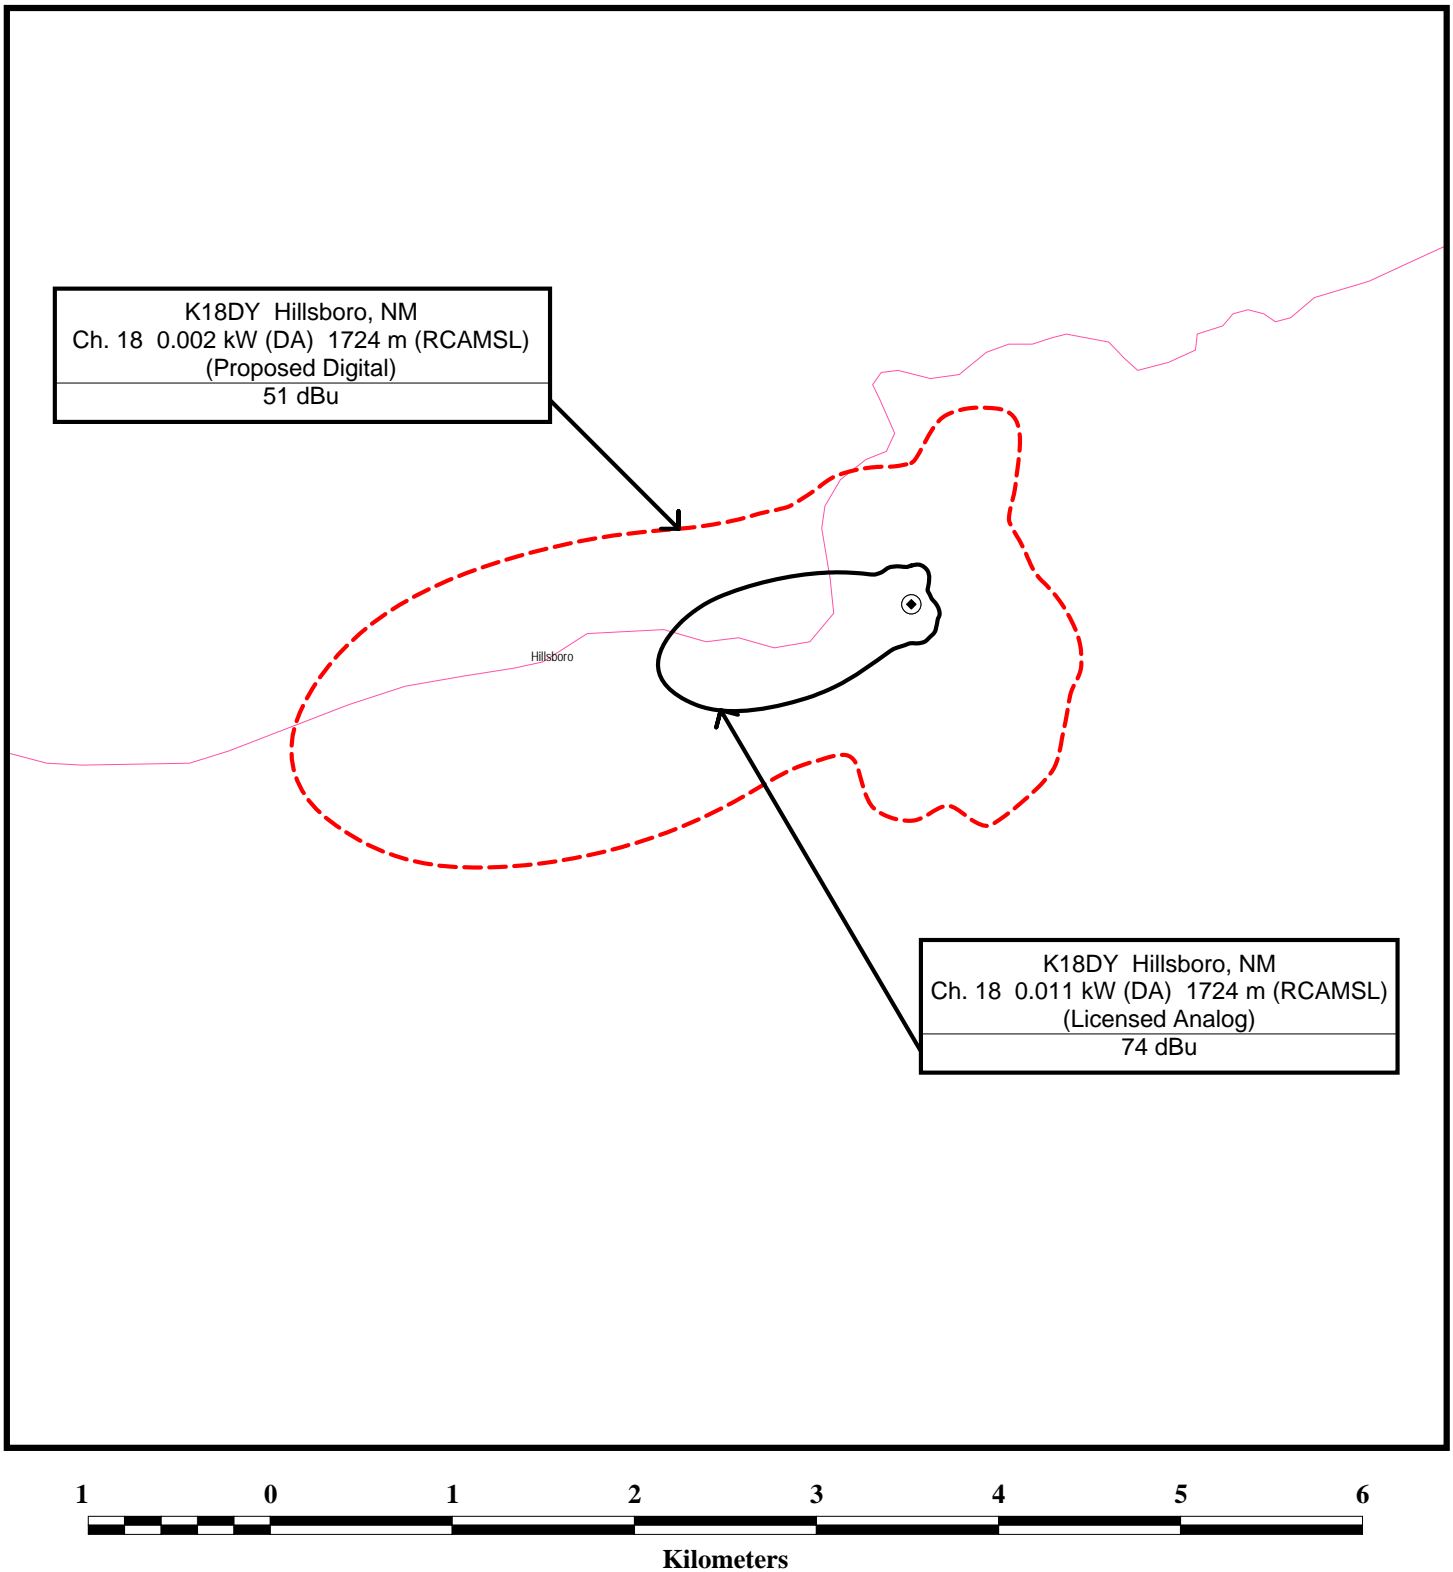 K18DY Hillsboro, NM
Ch. 18 0.002 kW (DA) 1724 m (RCAMSL)
(Proposed Digital)
51 dBu
Hillsboro
K18DY Hillsboro, NM
Ch. 18 0.011 kW (DA) 1724 m (RCAMSL)
(Licensed Analog)
74 dBu
1 0 1 2 3 4 5 6
Kilometers